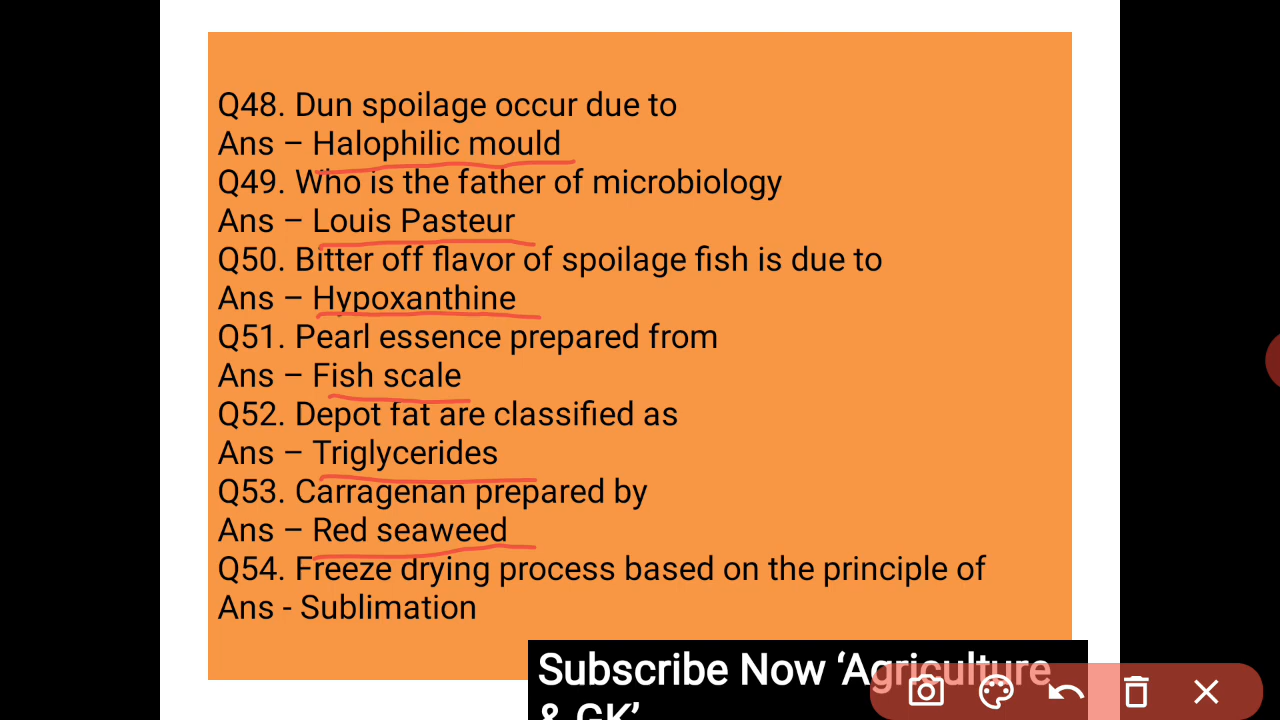 Q48. Dun spoilage occur due to
Ans – Halophilic mould
Q49. Who is the father of microbiology
Ans – Louis Pasteur
Q50. Bitter off flavor of spoilage fish is due to
Ans – Hypoxanthine
Q51. Pearl essence prepared from
Ans – Fish scale
Q52. Depot fat are classified as
Ans – Triglycerides
Q53. Carragenan prepared by
Ans – Red seaweed
Q54. Freeze drying process based on the principle of
Ans - Sublimation
Subscribe Now ‘Agriculture
& GK’